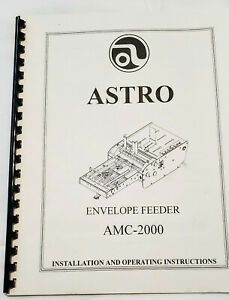 ASTRO
ENVELOPE FEEDER
AMC-2000
INSTALLATION AND OPERATING INSTRUCTIONS